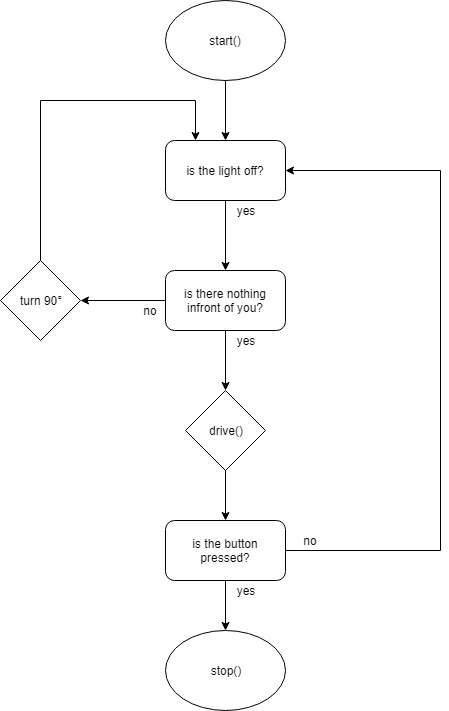 start()
is the light off?
yes
is there nothing
infront of you?
turn 90°
no
yes
drive()
is the button
pressed?
no
yes
stop()